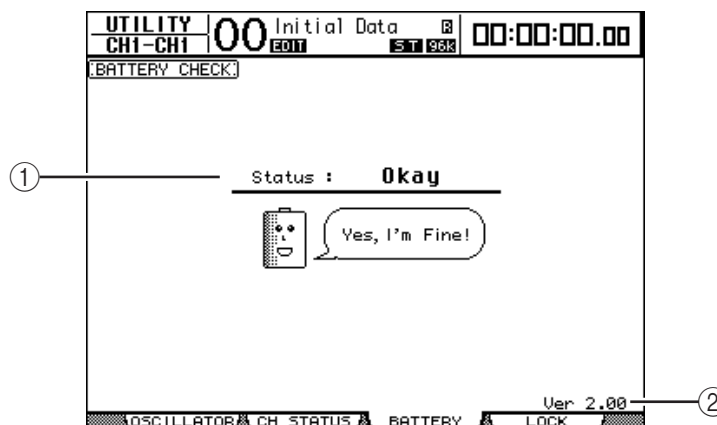 UTILITY 00 Initial Data R 00:00:00.00
CH1-CH1 EDIT ST 96K
BATTERY CHECK
① Status : Okay
Yes, I'm Fine!
Ver 2.00 ②
OSCILLATOR CH STATUS BATTERY LOCK